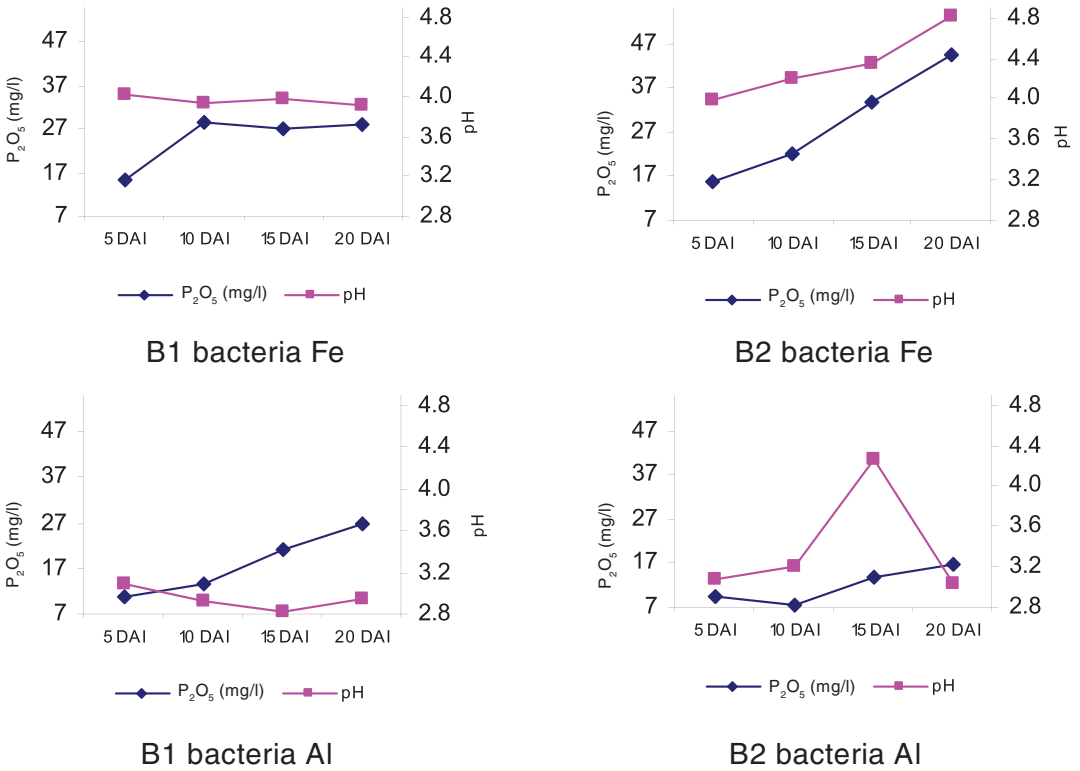 P₂O₅ (mg/l)
47
37
27
17
7
4.8
4.4
4.0
3.6
3.2
2.8
pH
5 DAI 10 DAI 15 DAI 20 DAI
P₂O₅ (mg/l) pH
B1 bacteria Fe
P₂O₅ (mg/l)
47
37
27
17
7
4.8
4.4
4.0
3.6
3.2
2.8
pH
5 DAI 10 DAI 15 DAI 20 DAI
P₂O₅ (mg/l) pH
B2 bacteria Fe
P₂O₅ (mg/l)
47
37
27
17
7
4.8
4.4
4.0
3.6
3.2
2.8
pH
5 DAI 10 DAI 15 DAI 20 DAI
P₂O₅ (mg/l) pH
B1 bacteria Al
P₂O₅ (mg/l)
47
37
27
17
7
4.8
4.4
4.0
3.6
3.2
2.8
pH
5 DAI 10 DAI 15 DAI 20 DAI
P₂O₅ (mg/l) pH
B2 bacteria Al